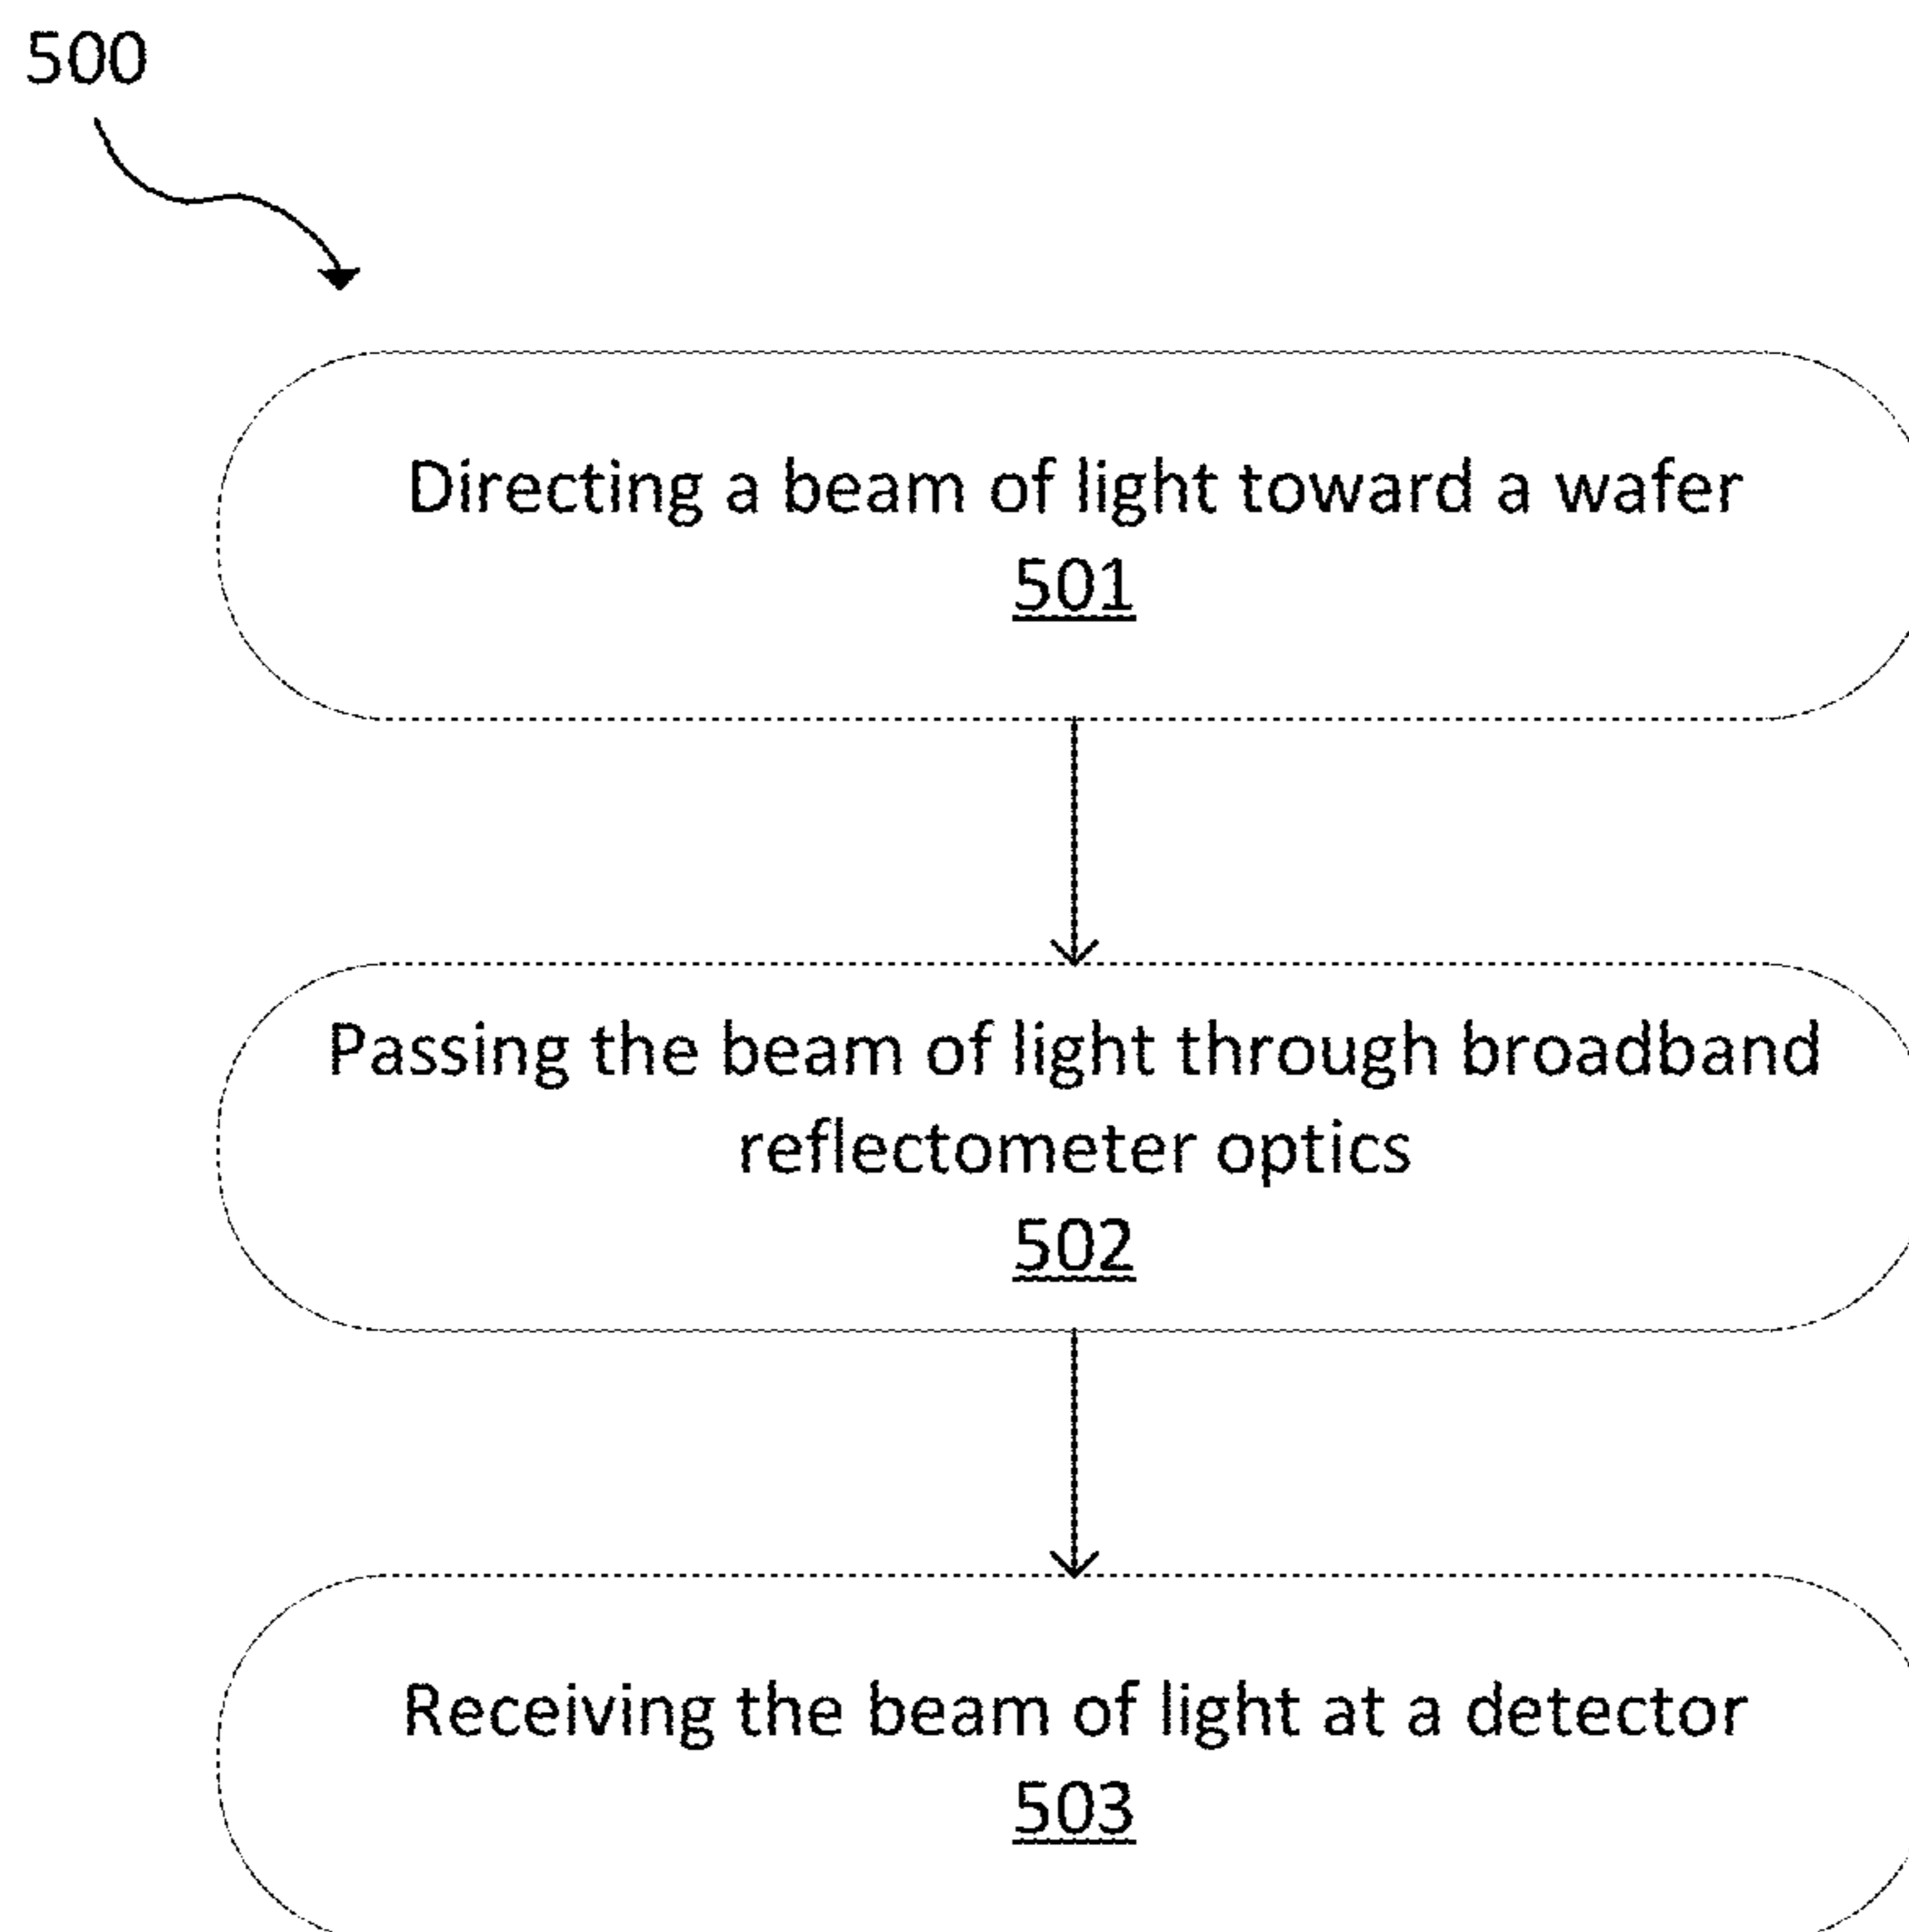 500
Directing a beam of light toward a wafer
501
Passing the beam of light through broadband
reflectometer optics
502
Receiving the beam of light at a detector
503